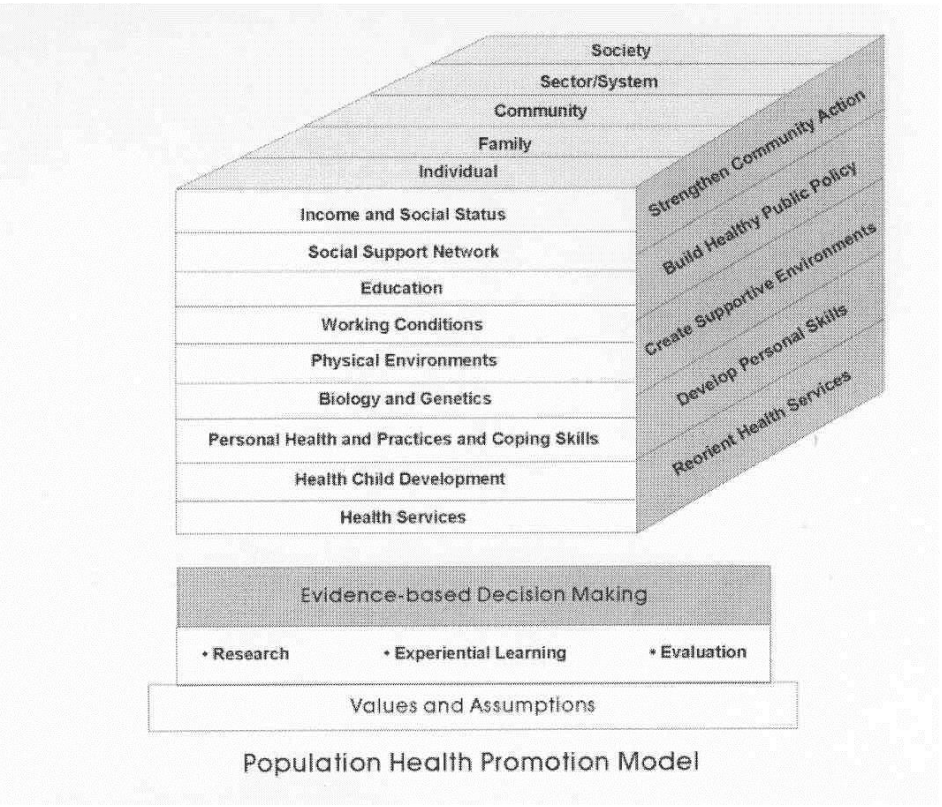 Society
Sector/System
Community
Family
Individual
Strengthen Community Action
Build Healthy Public Policy
Create Supportive Environments
Develop Personal Skills
Reorient Health Services
Income and Social Status
Social Support Network
Education
Working Conditions
Physical Environments
Biology and Genetics
Personal Health and Practices and Coping Skills
Health Child Development
Health Services
Evidence-based Decision Making
• Research • Experiential Learning • Evaluation
Values and Assumptions
Population Health Promotion Model